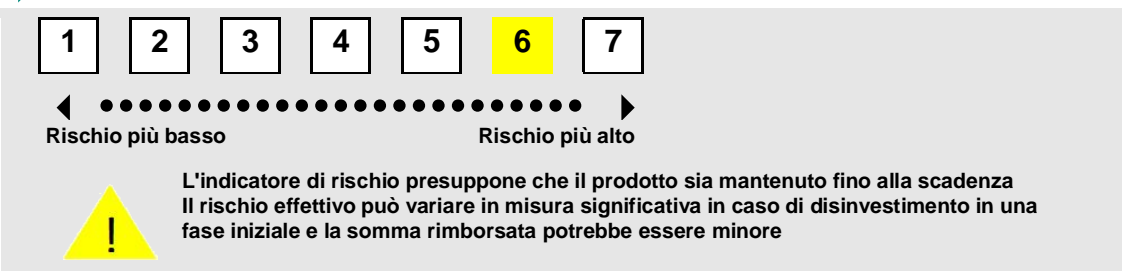 1 2 3 4 5 6 7
Rischio più basso Rischio più alto
L'indicatore di rischio presuppone che il prodotto sia mantenuto fino alla scadenza
Il rischio effettivo può variare in misura significativa in caso di disinvestimento in una
! fase iniziale e la somma rimborsata potrebbe essere minore